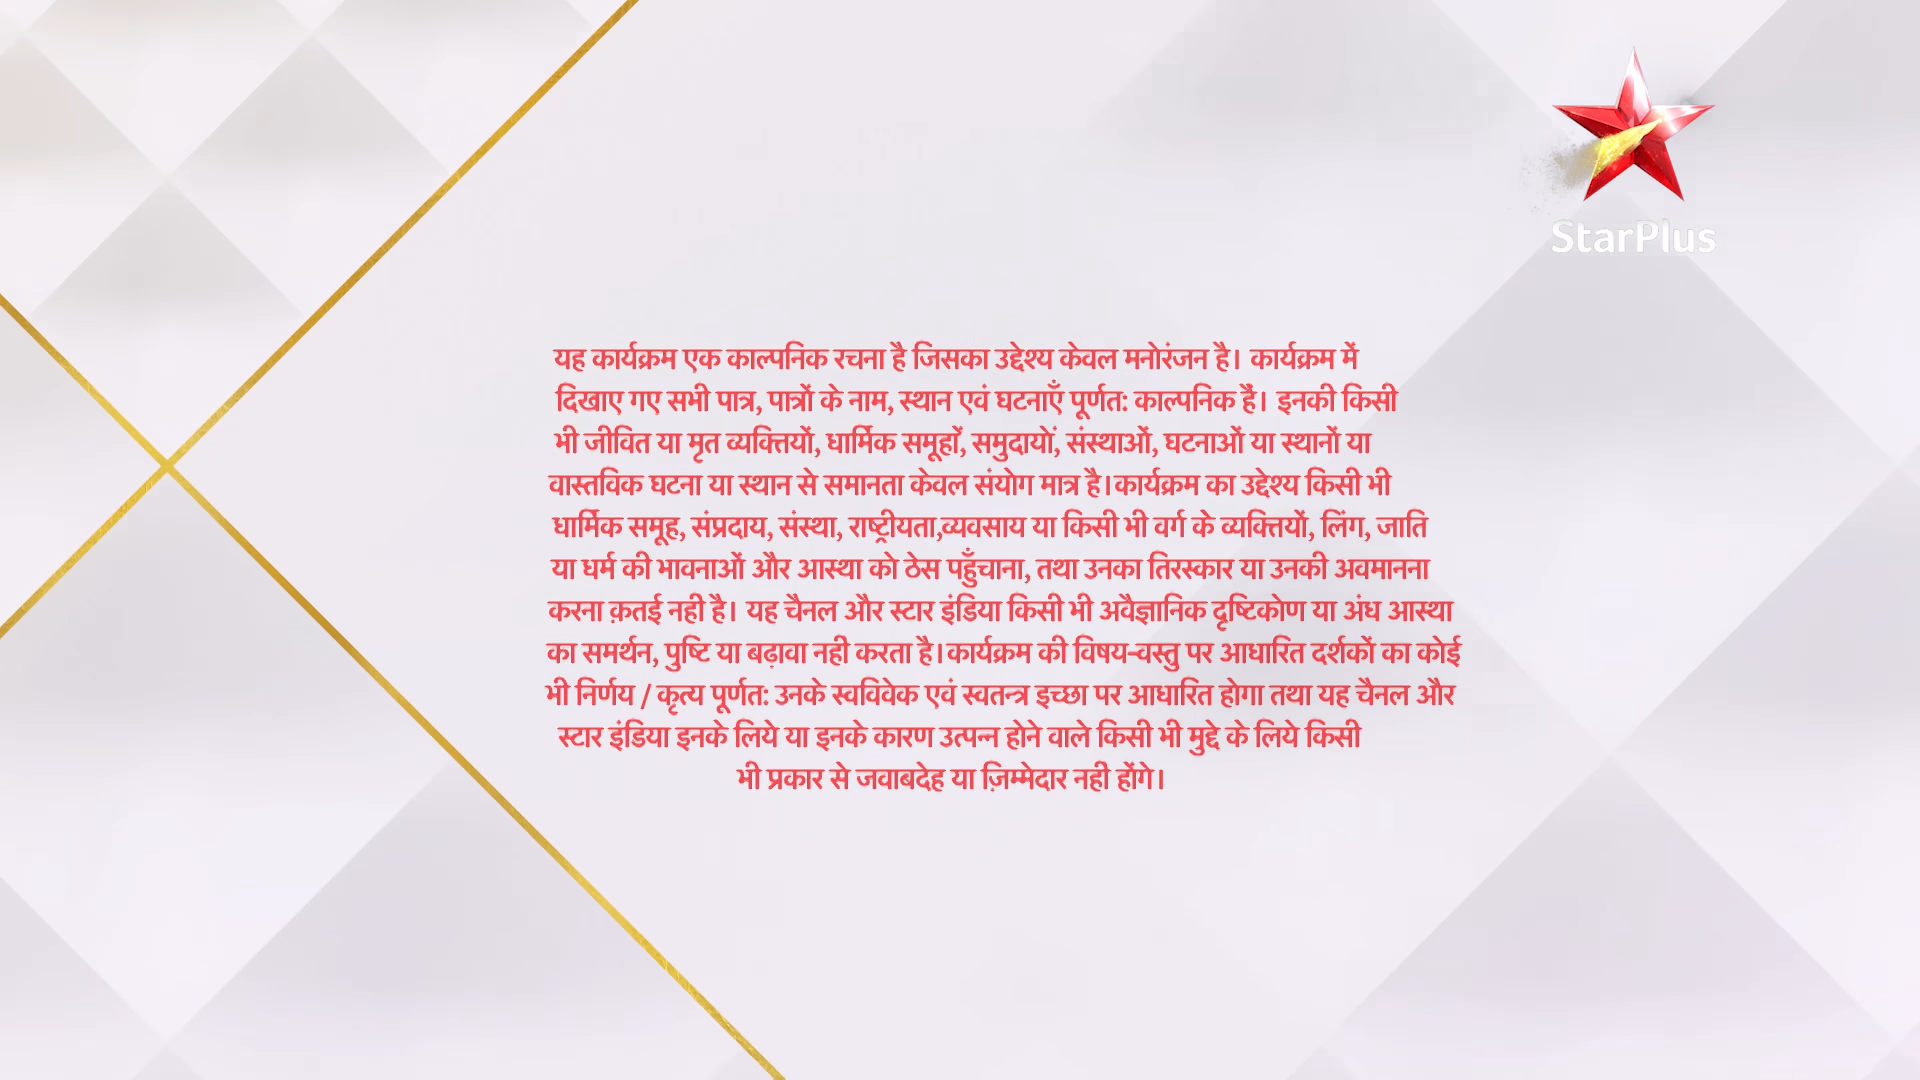 StarPlus
यह कार्यक्रम एक काल्पनिक रचना है जिसका उद्देश्य केवल मनोरंजन है। कार्यक्रम में
दिखाए गए सभी पात्र, पात्रों के नाम, स्थान एवं घटनाएँ पूर्णत: काल्पनिक हैं। इनकी किसी
भी जीवित या मृत व्यक्तियों, धार्मिक समूहों, समुदायों, संस्थाओं, घटनाओं या स्थानों या
वास्तविक घटना या स्थान से समानता केवल संयोग मात्र है।कार्यक्रम का उद्देश्य किसी भी
धार्मिक समूह, संप्रदाय, संस्था, राष्ट्रीयता,व्यवसाय या किसी भी वर्ग के व्यक्तियों, लिंग, जाति
या धर्म की भावनाओं और आस्था को ठेस पहुँचाना, तथा उनका तिरस्कार या उनकी अवमानना
करना क़तई नही है। यह चैनल और स्टार इंडिया किसी भी अवैज्ञानिक दृष्टिकोण या अंध आस्था
का समर्थन, पुष्टि या बढ़ावा नहीं करता है।कार्यक्रम की विषय-वस्तु पर आधारित दर्शकों का कोई
भी निर्णय / कृत्य पूर्णत: उनके स्वविवेक एवं स्वतन्त्र इच्छा पर आधारित होगा तथा यह चैनल और
स्टार इंडिया इनके लिये या इनके कारण उत्पन्न होने वाले किसी भी मुद्दे के लिये किसी
भी प्रकार से जवाबदेह या ज़िम्मेदार नहीं होंगे।